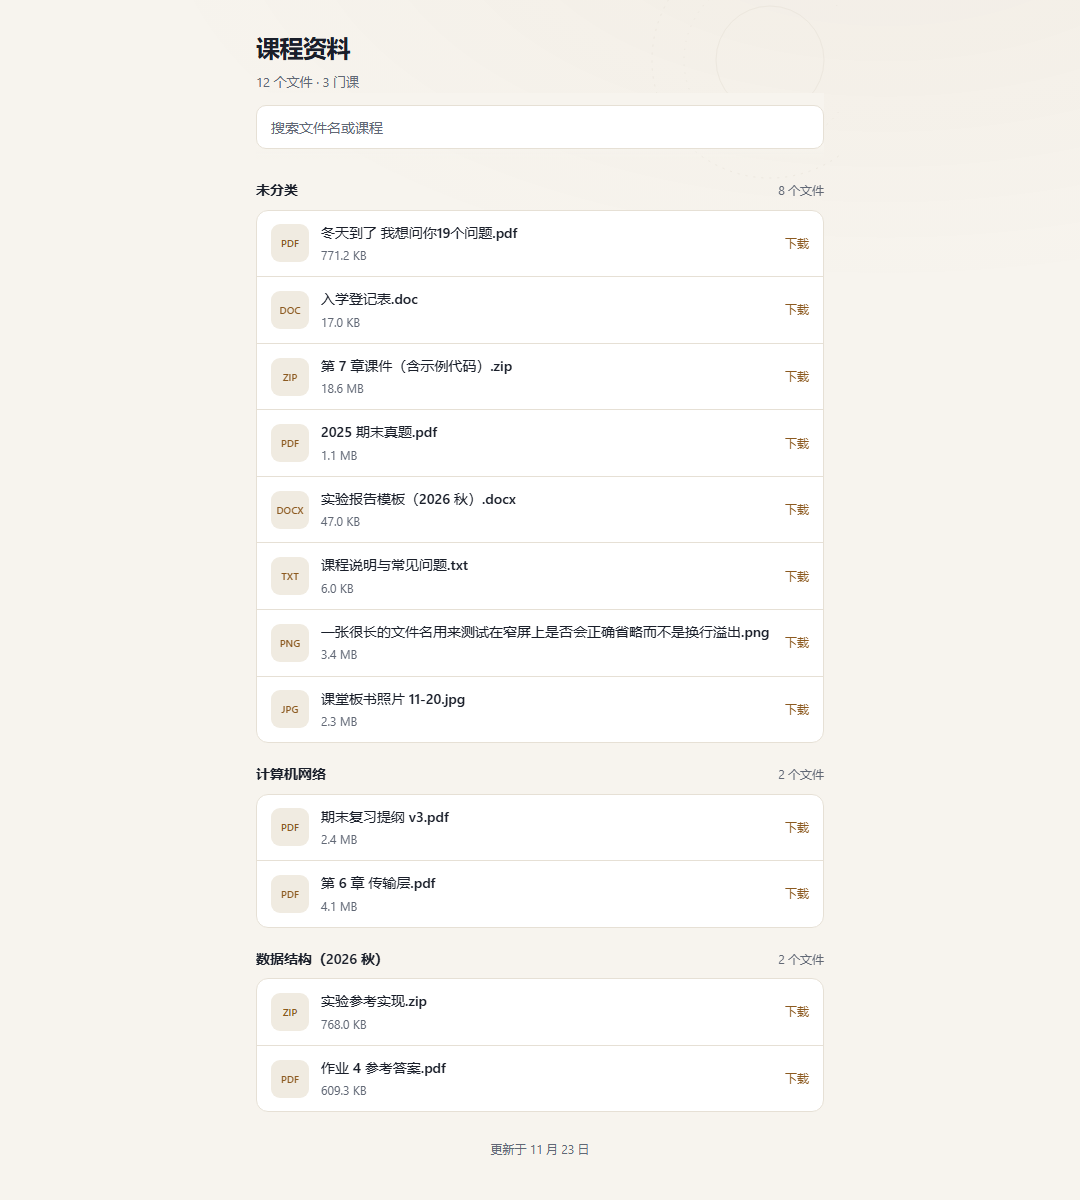 课程资料
12 个文件 · 3 门课
搜索文件名或课程
未分类
8 个文件
PDF
冬天到了 我想问你19个问题.pdf
771.2 KB
下载
DOC
入学登记表.doc
17.0 KB
下载
ZIP
第 7 章课件（含示例代码）.zip
18.6 MB
下载
PDF
2025 期末真题.pdf
1.1 MB
下载
DOCX
实验报告模板（2026 秋）.docx
47.0 KB
下载
TXT
课程说明与常见问题.txt
6.0 KB
下载
PNG
一张很长的文件名用来测试在窄屏上是否会正确省略而不是换行溢出.png
3.4 MB
下载
JPG
课堂板书照片 11-20.jpg
2.3 MB
下载
计算机网络
2 个文件
PDF
期末复习提纲 v3.pdf
2.4 MB
下载
PDF
第 6 章 传输层.pdf
4.1 MB
下载
数据结构（2026 秋）
2 个文件
ZIP
实验参考实现.zip
768.0 KB
下载
PDF
作业 4 参考答案.pdf
609.3 KB
下载
更新于 11 月 23 日